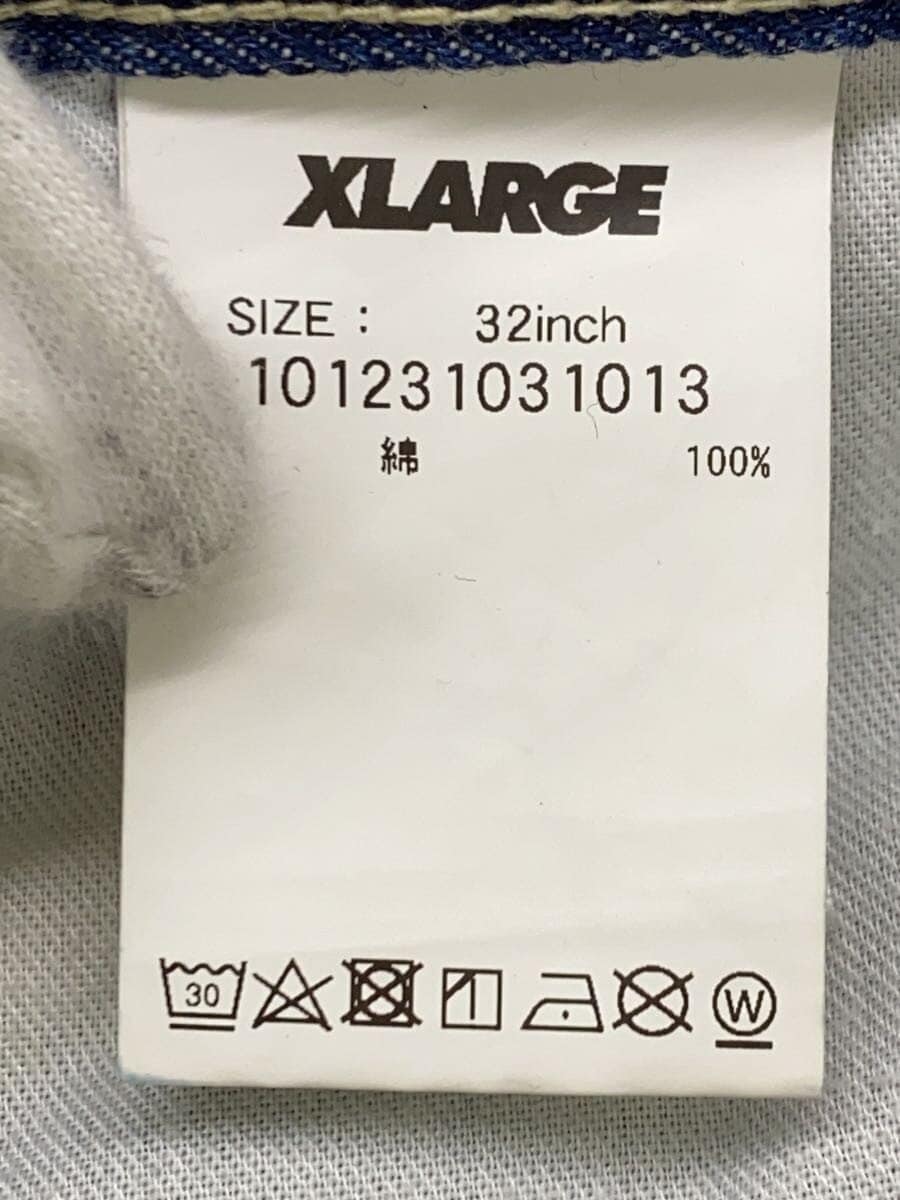 XLARGE
SIZE : 32inch
101231031013
綿 100%
30
W